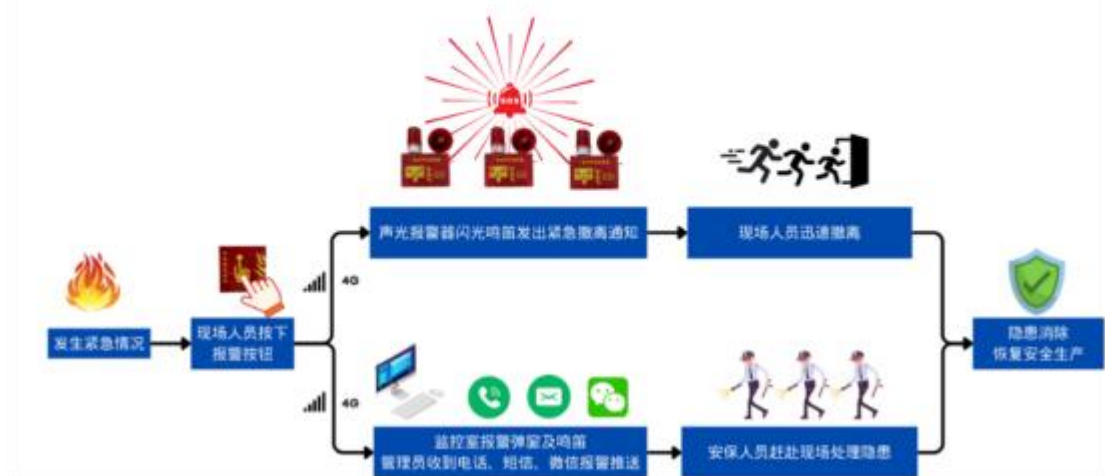 声光报警器闪光鸣笛发出紧急撤离通知
现场人员迅速撤离
4G
发生紧急情况
现场人员按下
报警按钮
隐患消除
恢复安全生产
4G
监控室报警弹窗及鸣笛
管理员收到电话、短信、微信报警推送
安保人员赶赴现场处理隐患